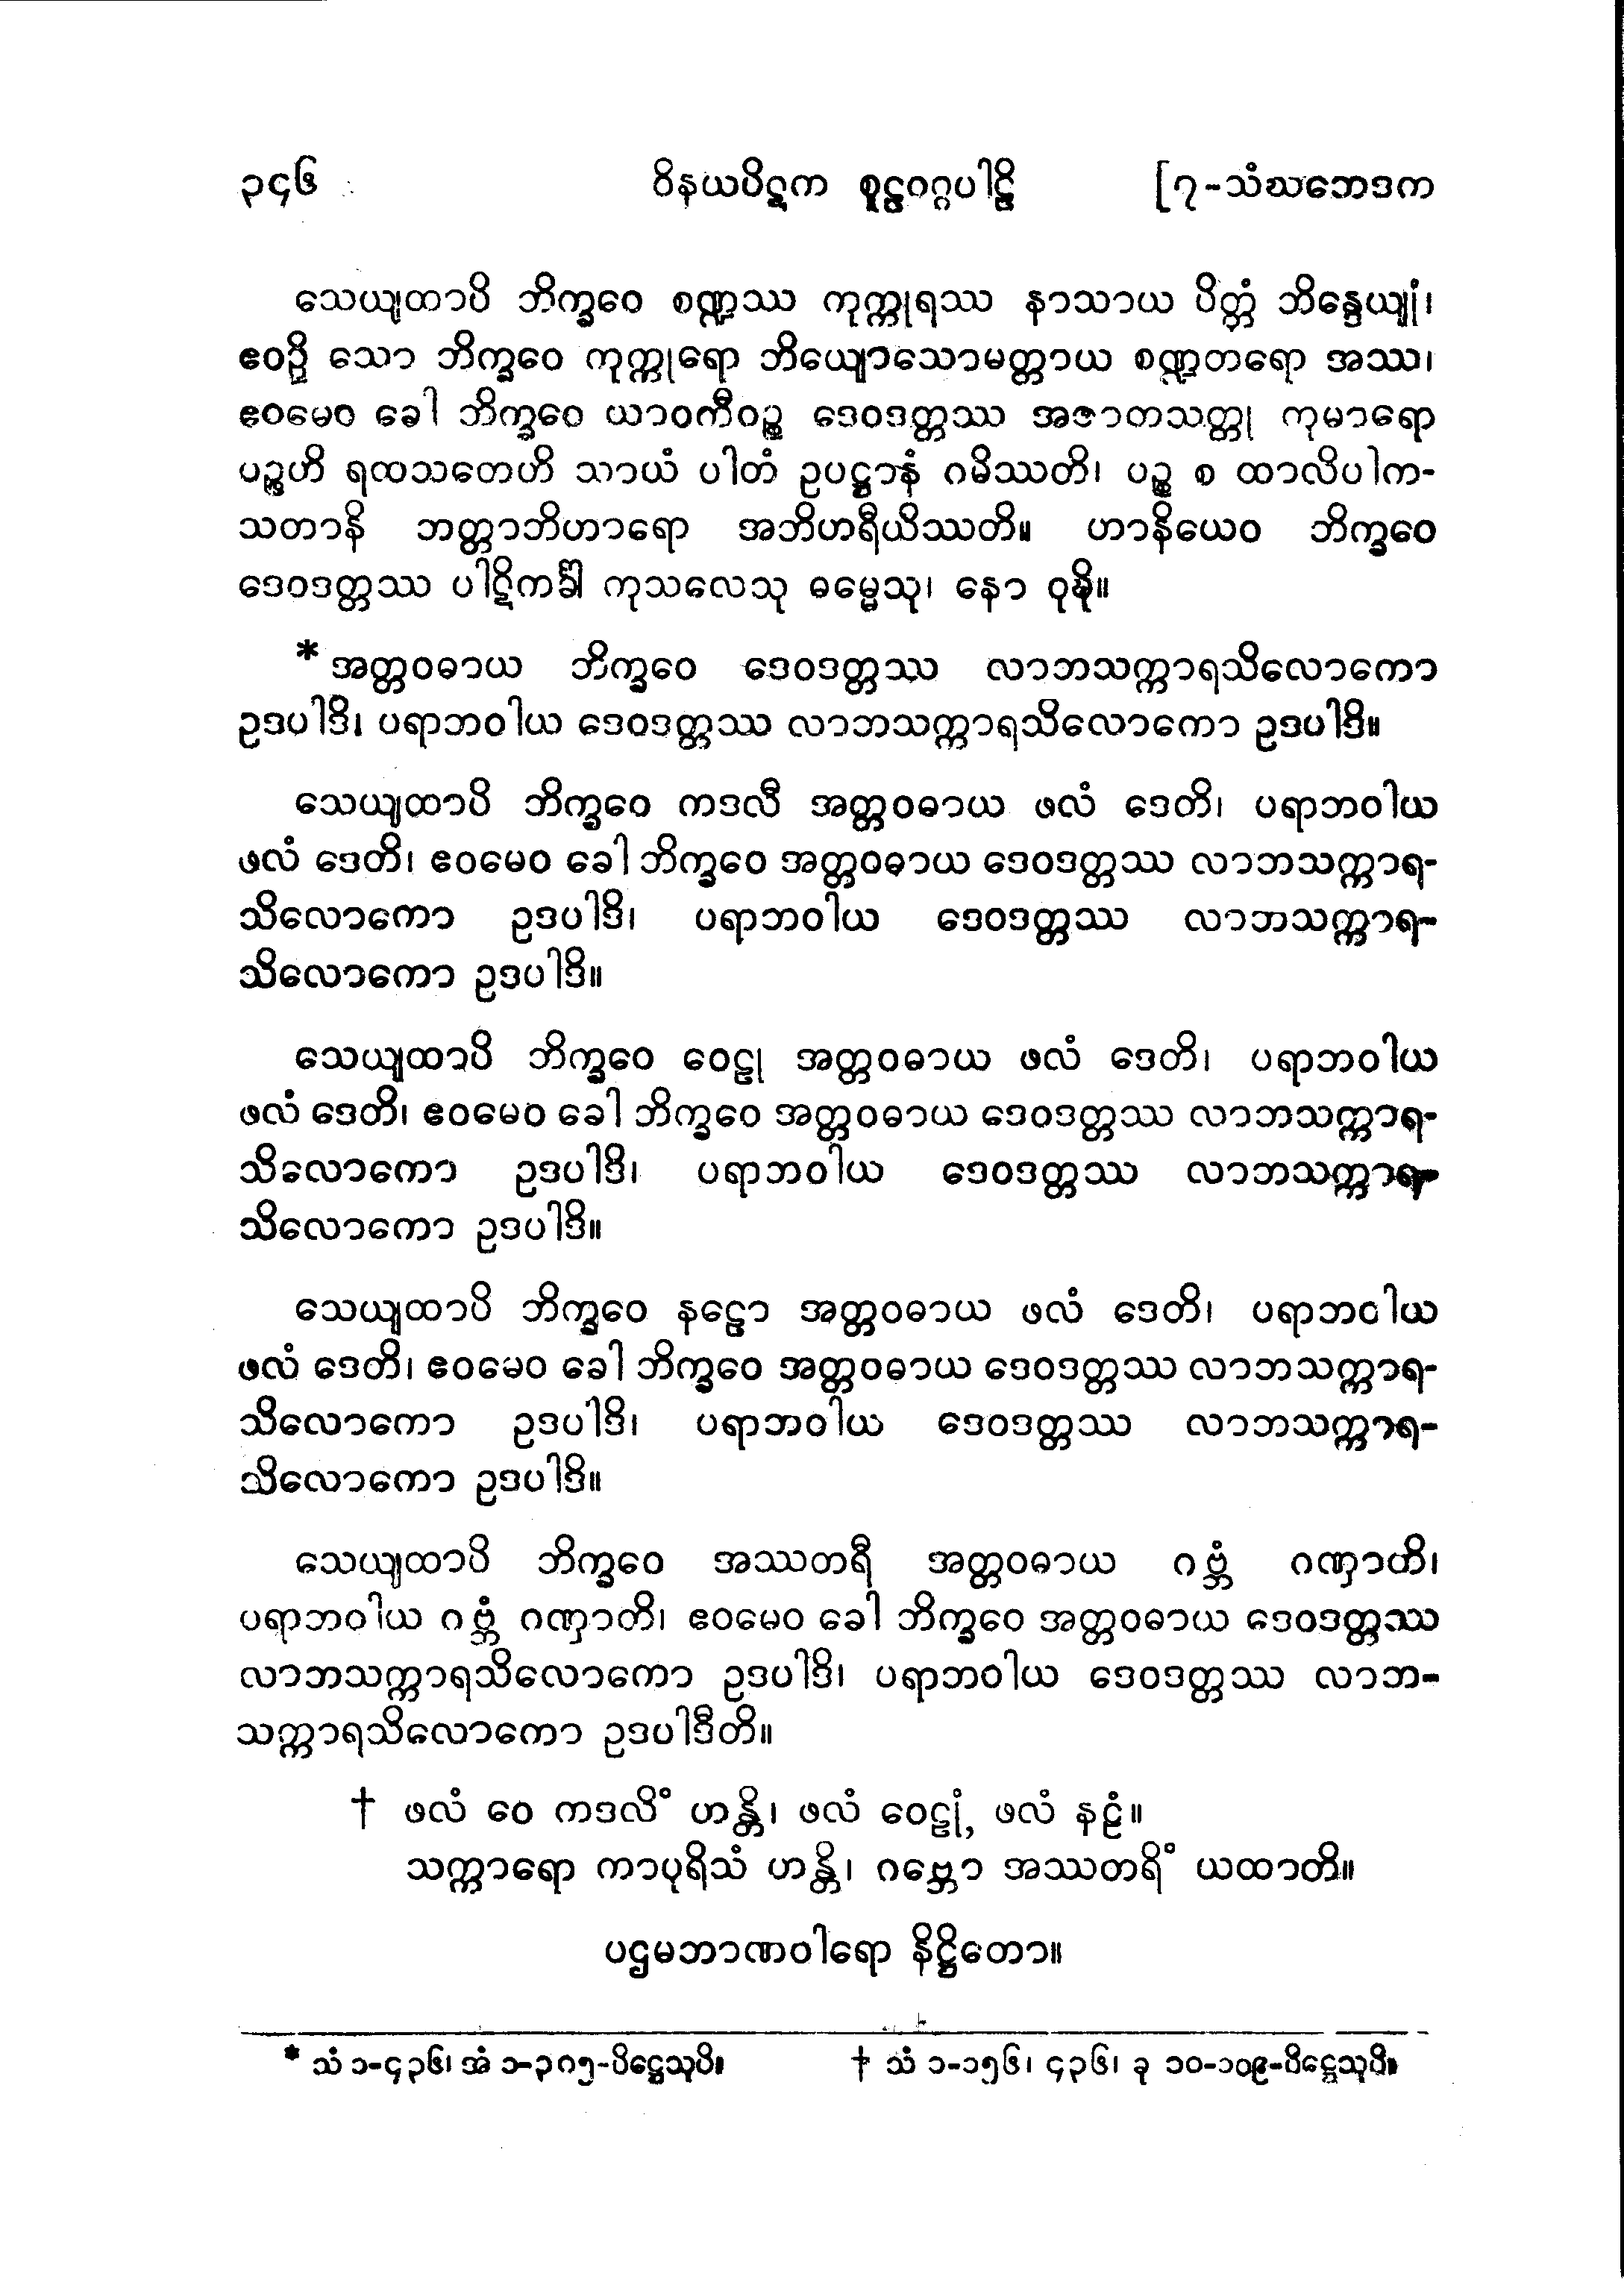 ၃၄၆ ဝိနယပိဋက စူဠဝဂ္ဂပါဠိ [၇-သံဃဘေဒက
သေယျထာပိ ဘိက္ခဝေ စဏ္ဍဿ ကုက္ကုရဿ နာသာယ ပိတ္တံ ဘိန္ဒေယျုံ၊
ဧဝဉှိ သော ဘိက္ခဝေ ကုက္ကုရော ဘိယျောသောမတ္တာယ စဏ္ဍတရော အဿ၊
ဧဝမေဝ ခေါ ဘိက္ခဝေ ယာဝကီဝဉ္စ ဒေဝဒတ္တဿ အဇာတသတ္တု ကုမာရော
ပဉ္စဟိ ရထသတေဟိ သာယံ ပါတံ ဥပဋ္ဌာနံ ဂမိဿတိ၊ ပဉ္စ စ ထာလိပါက-
သတာနိ ဘတ္တာဘိဟာရော အဘိဟရီယိဿတိ။ ဟာနိယေဝ ဘိက္ခဝေ
ဒေဝဒတ္တဿ ပါဋိကင်္ခါ ကုသလေသု ဓမ္မေသု၊ နော ဝုဍ္ဎိ။
* အတ္တဝဓာယ ဘိက္ခဝေ ဒေဝဒတ္တဿ လာဘသက္ကာရသိလောကော
ဥဒပါဒိ၊ ပရာဘဝါယ ဒေဝဒတ္တဿ လာဘသက္ကာရသိလောကော ဥဒပါဒိ။
သေယျထာပိ ဘိက္ခဝေ ကဒလီ အတ္တဝဓာယ ဖလံ ဒေတိ၊ ပရာဘဝါယ
ဖလံ ဒေတိ၊ ဧဝမေဝ ခေါ ဘိက္ခဝေ အတ္တဝဓာယ ဒေဝဒတ္တဿ လာဘသက္ကာရ-
သိလောကော ဥဒပါဒိ၊ ပရာဘဝါယ ဒေဝဒတ္တဿ လာဘသက္ကာရ-
သိလောကော ဥဒပါဒိ။
သေယျထာပိ ဘိက္ခဝေ ဝေဠု အတ္တဝဓာယ ဖလံ ဒေတိ၊ ပရာဘဝါယ
ဖလံ ဒေတိ၊ ဧဝမေဝ ခေါ ဘိက္ခဝေ အတ္တဝဓာယ ဒေဝဒတ္တဿ လာဘသက္ကာရ-
သိလောကော ဥဒပါဒိ၊ ပရာဘဝါယ ဒေဝဒတ္တဿ လာဘသက္ကာရ-
သိလောကော ဥဒပါဒိ။
သေယျထာပိ ဘိက္ခဝေ နဠော အတ္တဝဓာယ ဖလံ ဒေတိ၊ ပရာဘဝါယ
ဖလံ ဒေတိ၊ ဧဝမေဝ ခေါ ဘိက္ခဝေ အတ္တဝဓာယ ဒေဝဒတ္တဿ လာဘသက္ကာရ-
သိလောကော ဥဒပါဒိ၊ ပရာဘဝါယ ဒေဝဒတ္တဿ လာဘသက္ကာရ-
သိလောကော ဥဒပါဒိ။
သေယျထာပိ ဘိက္ခဝေ အဿတရီ အတ္တဝဓာယ ဂဗ္ဘံ ဂဏှာတိ၊
ပရာဘဝါယ ဂဗ္ဘံ ဂဏှာတိ၊ ဧဝမေဝ ခေါ ဘိက္ခဝေ အတ္တဝဓာယ ဒေဝဒတ္တဿ
လာဘသက္ကာရသိလောကော ဥဒပါဒိ၊ ပရာဘဝါယ ဒေဝဒတ္တဿ လာဘ-
သက္ကာရသိလောကော ဥဒပါဒီတိ။
† ဖလံ ဝေ ကဒလိံ ဟန္တိ၊ ဖလံ ဝေဠုံ, ဖလံ နဠံ။
သက္ကာရော ကာပုရိသံ ဟန္တိ၊ ဂဗ္ဘော အဿတရိံ ယထာတိ။
ပဌမဘာဏဝါရော နိဋ္ဌိတော။
* သံ ၁-၄၃၆၊ အံ ၁-၃၈၅-ပိဋ္ဌေသုပိ။ † သံ ၁-၁၅၆၊ ၄၃၆၊ ခု ၁၀-၁၀၉-ပိဋ္ဌေသုပိ။